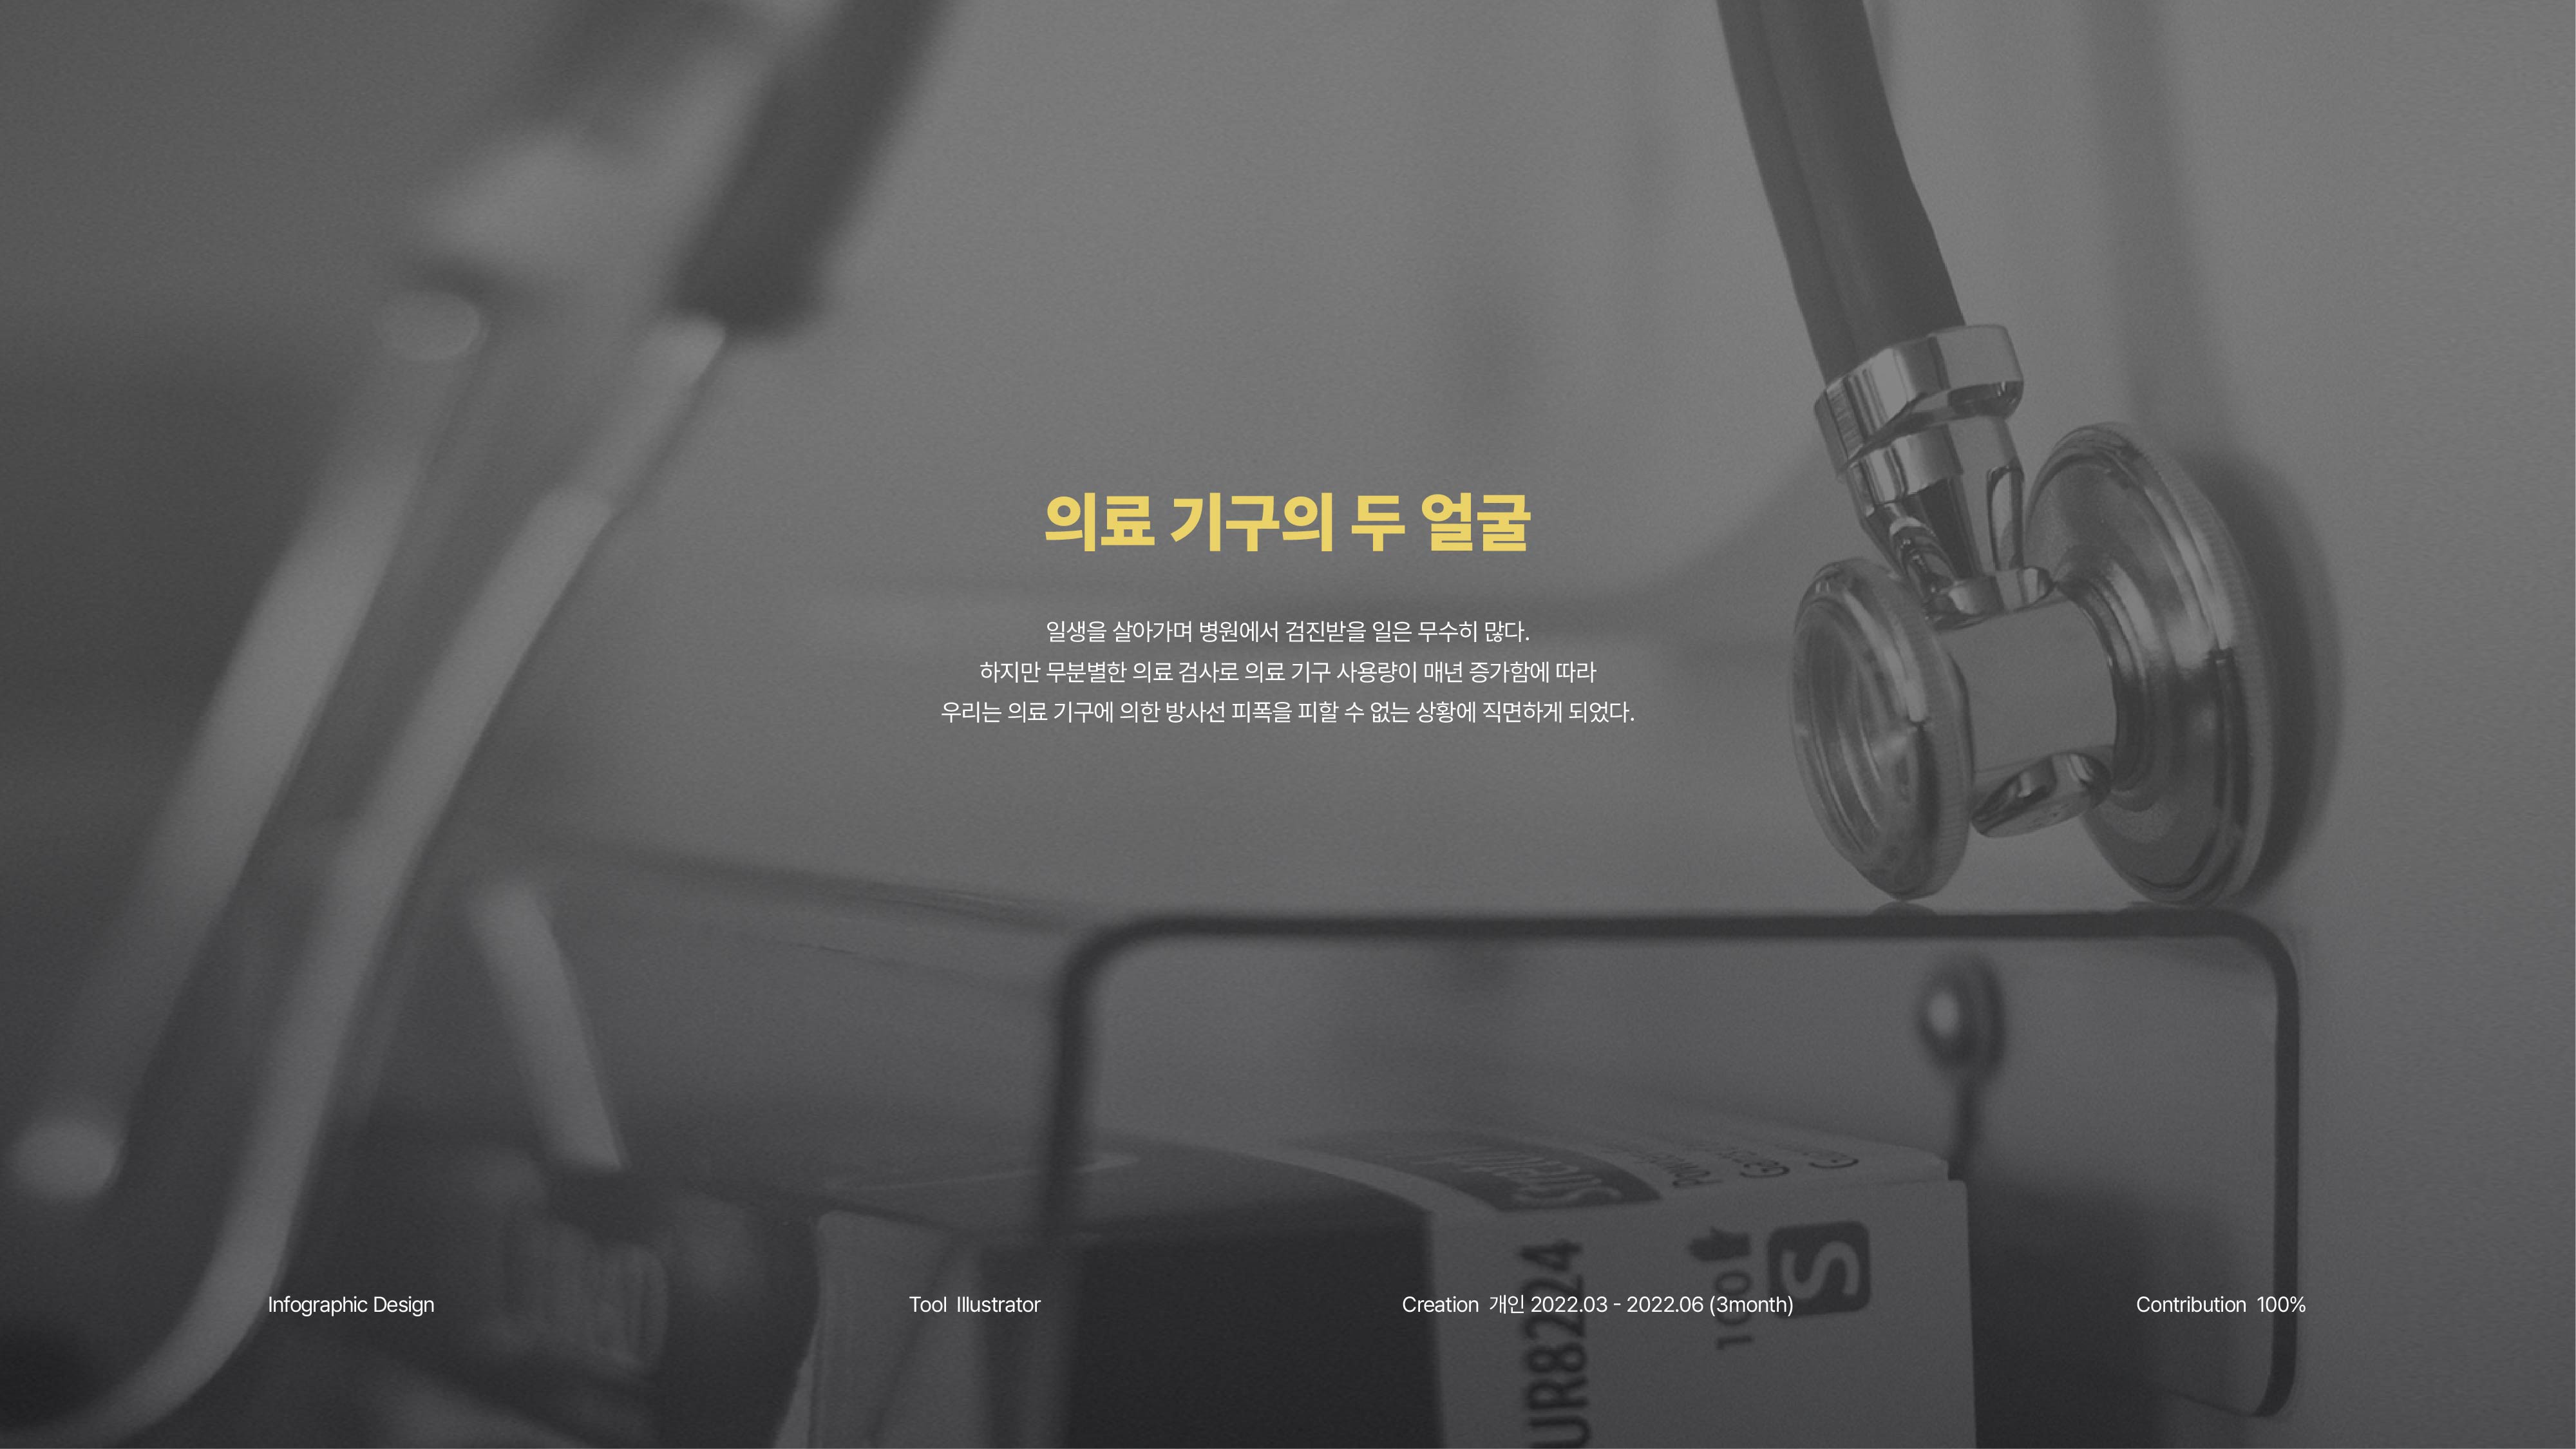 의료 기구의 두 얼굴
일생을 살아가며 병원에서 검진받을 일은 무수히 많다.
하지만 무분별한 의료 검사로 의료 기구 사용량이 매년 증가함에 따라
우리는 의료 기구에 의한 방사선 피폭을 피할 수 없는 상황에 직면하게 되었다.
UR8224
100
S
Infographic Design
Tool Illustrator
Creation 개인 2022.03 - 2022.06 (3month)
Contribution 100%